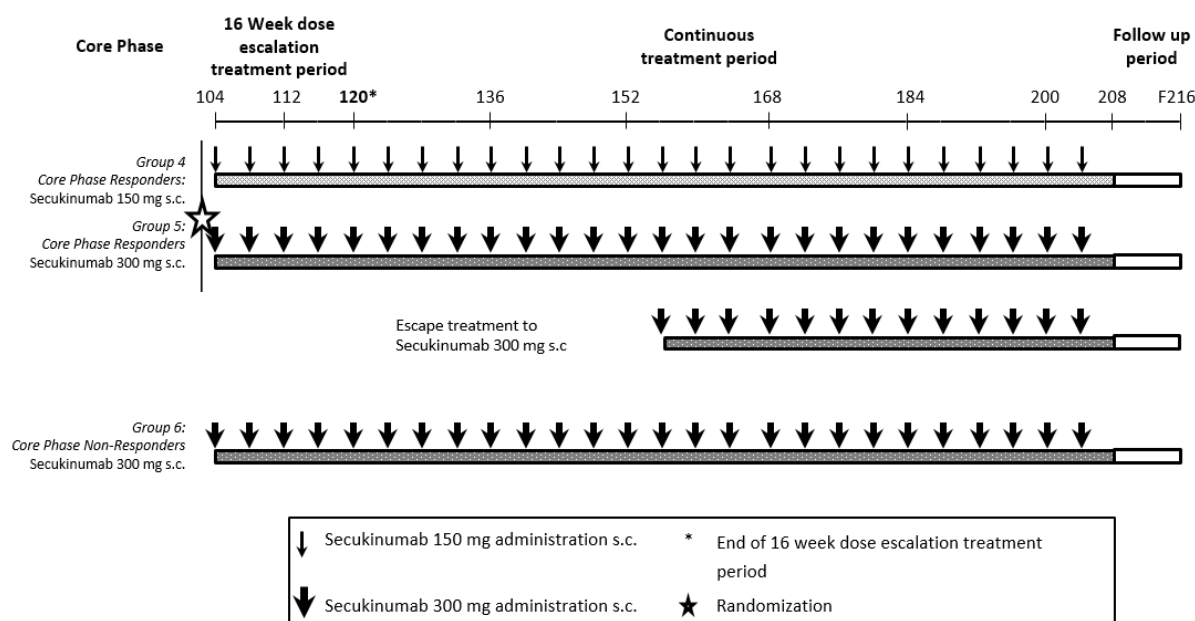 Core Phase
16 Week dose
escalation
treatment period
Continuous
treatment period
Follow up
period
104 112 120* 136 152 168 184 200 208 F216
Group 4
Core Phase Responders:
Secukinumab 150 mg s.c.
Group 5:
Core Phase Responders
Secukinumab 300 mg s.c.
Escape treatment to
Secukinumab 300 mg s.c
Group 6:
Core Phase Non-Responders
Secukinumab 300 mg s.c.
Secukinumab 150 mg administration s.c.
* End of 16 week dose escalation treatment
period
Secukinumab 300 mg administration s.c.
Randomization